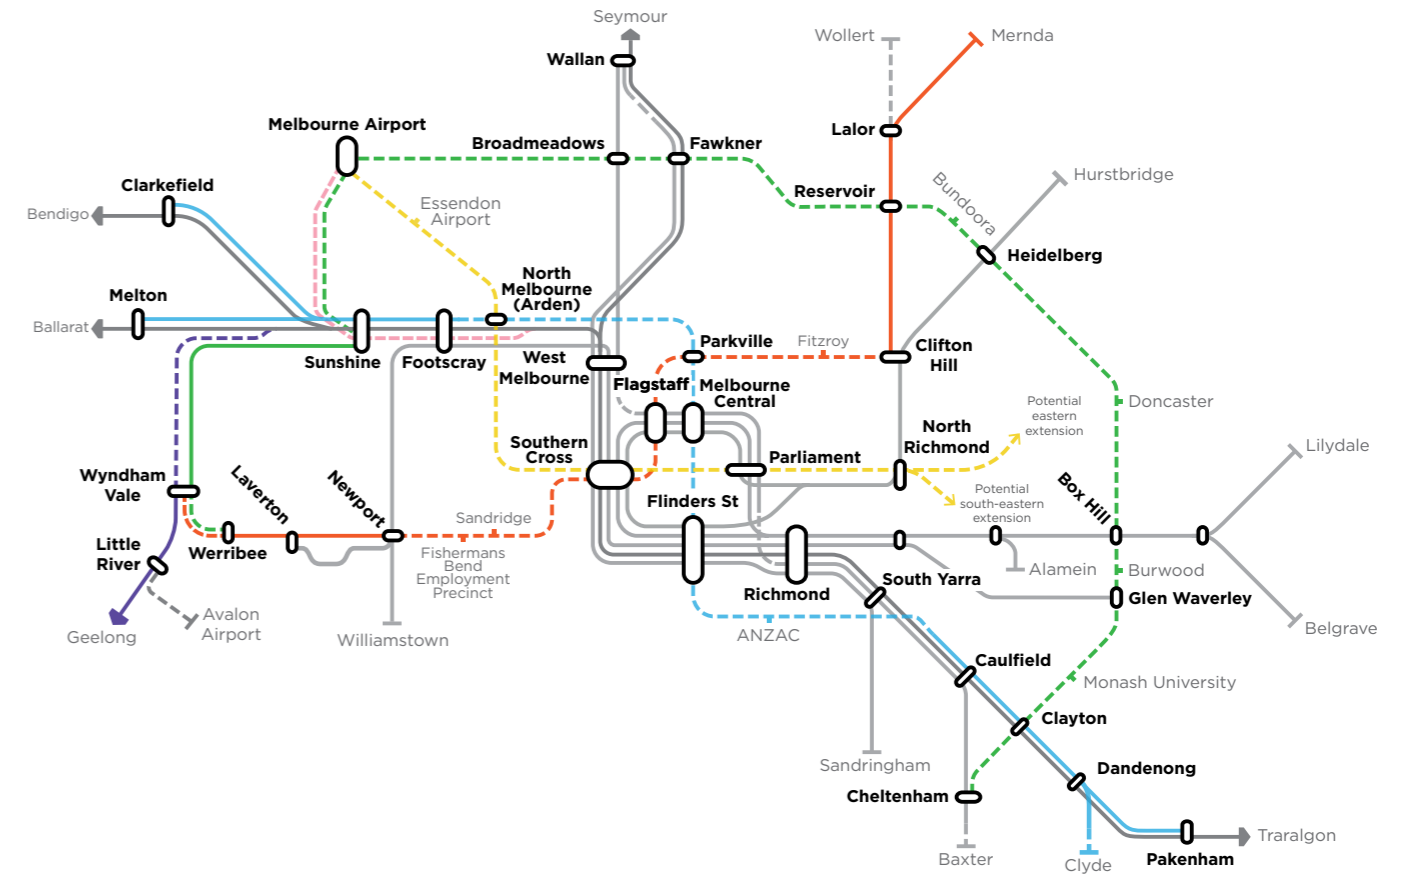 Seymour
Wollert
Mernda
Wallan
Melbourne Airport
Lalor
Broadmeadows
Fawkner
Clarkefield
Reservoir
Bundoora
Hurstbridge
Bendigo
Essendon
Airport
Heidelberg
North
Melbourne
(Arden)
Melton
Ballarat
Sunshine
Footscray
West
Melbourne
Parkville
Fitzroy
Clifton
Hill
Flagstaff
Melbourne
Central
Potential
eastern
extension
Doncaster
North
Richmond
Lilydale
Southern
Cross
Parliament
Wyndham
Vale
Laverton
Newport
Flinders St
Potential
south-eastern
extension
Box Hill
Sandridge
Little
River
Werribee
Fishermans
Bend
Employment
Precinct
Richmond
South Yarra
Alamein
Burwood
Glen Waverley
Avalon
Airport
Geelong
Williamstown
ANZAC
Belgrave
Caulfield
Monash University
Clayton
Sandringham
Dandenong
Cheltenham
Traralgon
Baxter
Clyde
Pakenham